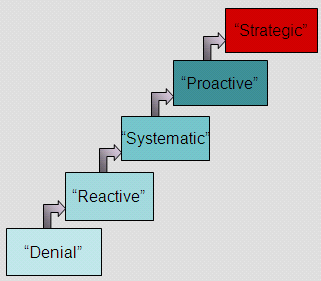 “Strategic”
“Proactive”
“Systematic”
“Reactive”
“Denial”